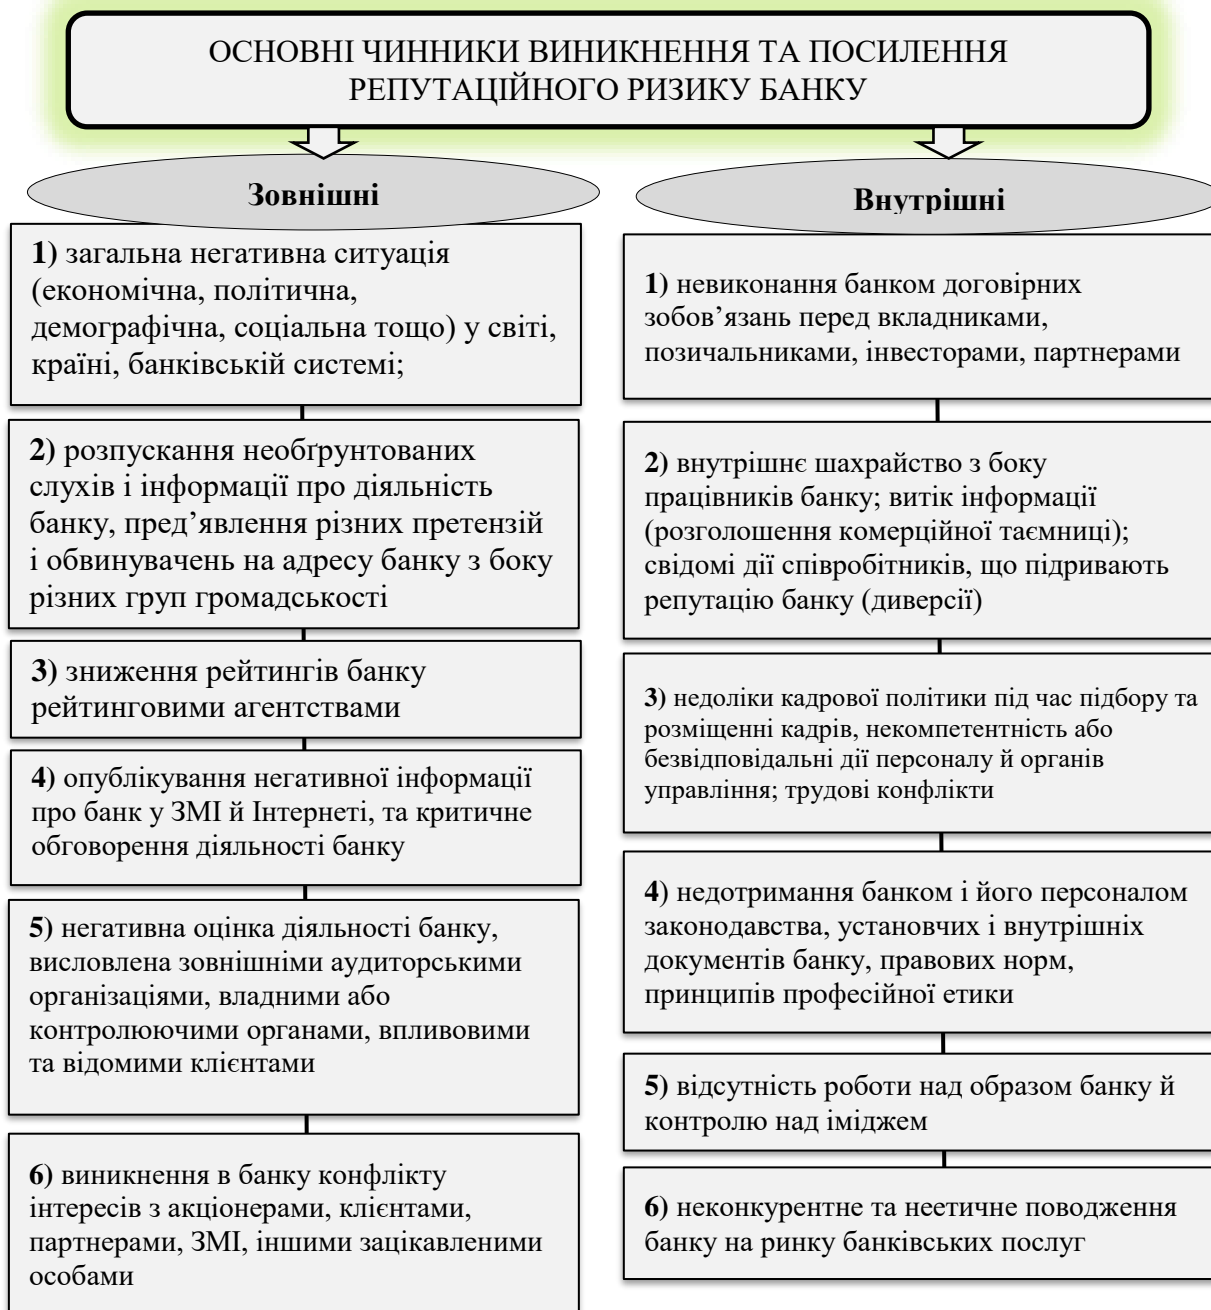 ОСНОВНІ ЧИННИКИ ВИНИКНЕННЯ ТА ПОСИЛЕННЯ
РЕПУТАЦІЙНОГО РИЗИКУ БАНКУ
Зовнішні
1) загальна негативна ситуація
(економічна, політична,
демографічна, соціальна тощо) у світі,
країні, банківській системі;
2) розпускання необґрунтованих
слухів і інформації про діяльність
банку, пред’явлення різних претензій
і обвинувачень на адресу банку з боку
різних груп громадськості
3) зниження рейтингів банку
рейтинговими агентствами
4) опублікування негативної інформації
про банк у ЗМІ й Інтернеті, та критичне
обговорення діяльності банку
5) негативна оцінка діяльності банку,
висловлена зовнішніми аудиторськими
організаціями, владними або
контролюючими органами, впливовими
та відомими клієнтами
6) виникнення в банку конфлікту
інтересів з акціонерами, клієнтами,
партнерами, ЗМІ, іншими зацікавленими
особами
Внутрішні
1) невиконання банком договірних
зобов’язань перед вкладниками,
позичальниками, інвесторами, партнерами
2) внутрішнє шахрайство з боку
працівників банку; витік інформації
(розголошення комерційної таємниці);
свідомі дії співробітників, що підривають
репутацію банку (диверсії)
3) недоліки кадрової політики під час підбору та
розміщенні кадрів, некомпетентність або
безвідповідальні дії персоналу й органів
управління; трудові конфлікти
4) недотримання банком і його персоналом
законодавства, установчих і внутрішніх
документів банку, правових норм,
принципів професійної етики
5) відсутність роботи над образом банку й
контролю над іміджем
6) неконкурентне та неетичне поводження
банку на ринку банківських послуг